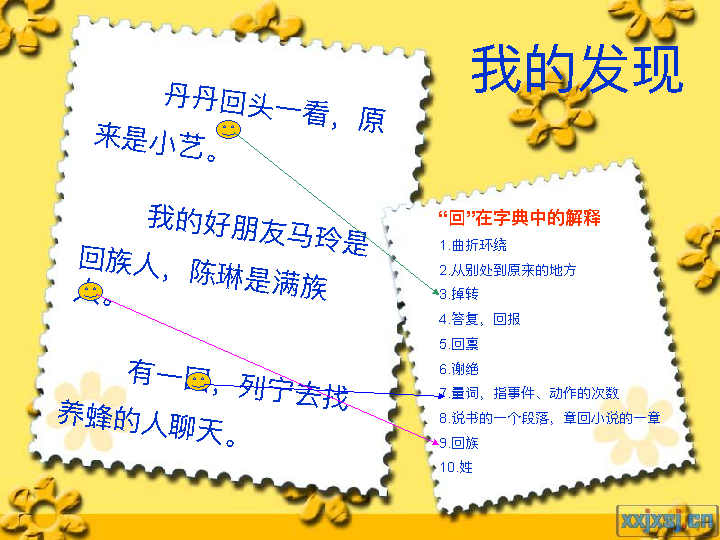 我的发现
丹丹回头一看，原
来是小艺。
我的好朋友马玲是
回族人，陈琳是满族
人。
有一回，列宁去找
养蜂的人聊天。
“回”在字典中的解释
1.曲折环绕
2.从别处到原来的地方
3.掉转
4.答复，回报
5.回禀
6.谢绝
7.量词，指事件、动作的次数
8.说书的一个段落，章回小说的一章
9.回族
10.姓
xxjxsj.cn